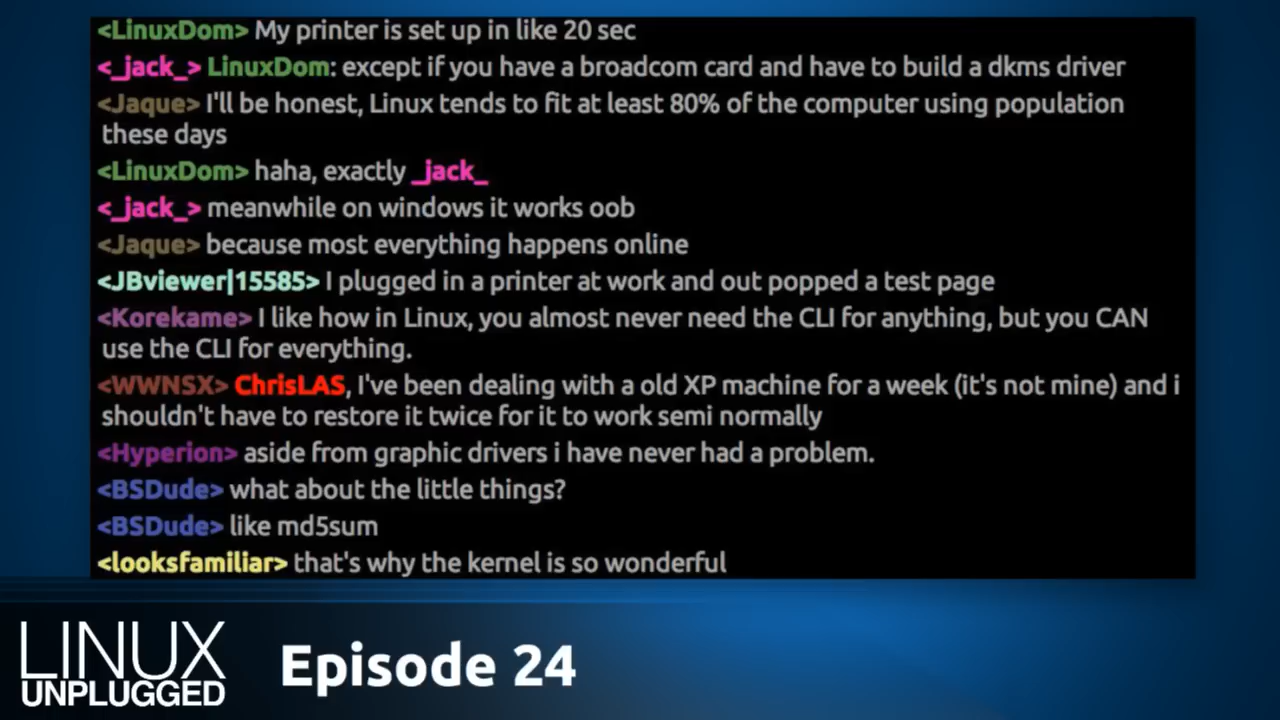 <LinuxDom> My printer is set up in like 20 sec
<_jack_> LinuxDom: except if you have a broadcom card and have to build a dkms driver
<Jaque> I'll be honest, Linux tends to fit at least 80% of the computer using population
these days
<LinuxDom> haha, exactly _jack_
<_jack_> meanwhile on windows it works oob
<Jaque> because most everything happens online
<JBviewer|15585> I plugged in a printer at work and out popped a test page
<Korekame> I like how in Linux, you almost never need the CLI for anything, but you CAN
use the CLI for everything.
<WWNSX> ChrisLAS, I've been dealing with a old XP machine for a week (it's not mine) and i
shouldn't have to restore it twice for it to work semi normally
<Hyperion> aside from graphic drivers i have never had a problem.
<BSDude> what about the little things?
<BSDude> like md5sum
<looksfamiliar> that's why the kernel is so wonderful
LINUX
UNPLUGGED
Episode 24